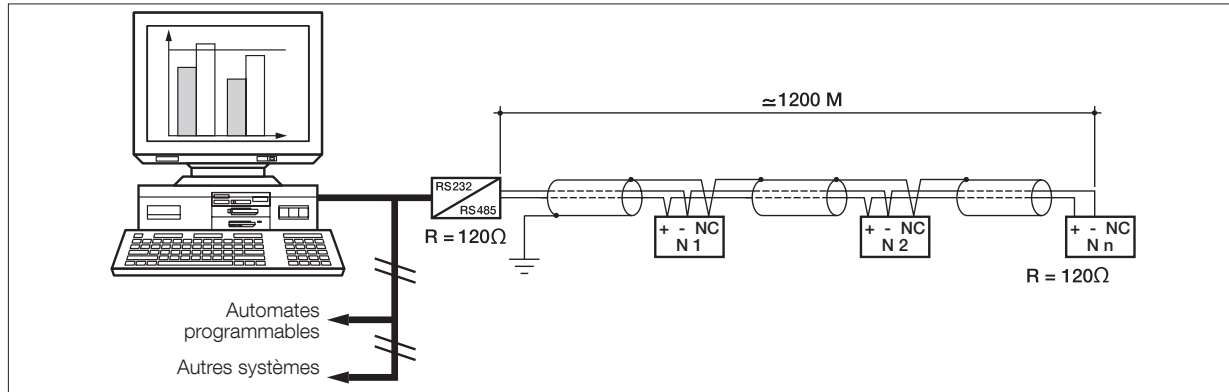 ≃1200 M
RS232
RS485
R = 120Ω
+ - NC
N 1
+ - NC
N 2
+ - NC
N n
R = 120Ω
Automates
programmables
Autres systèmes